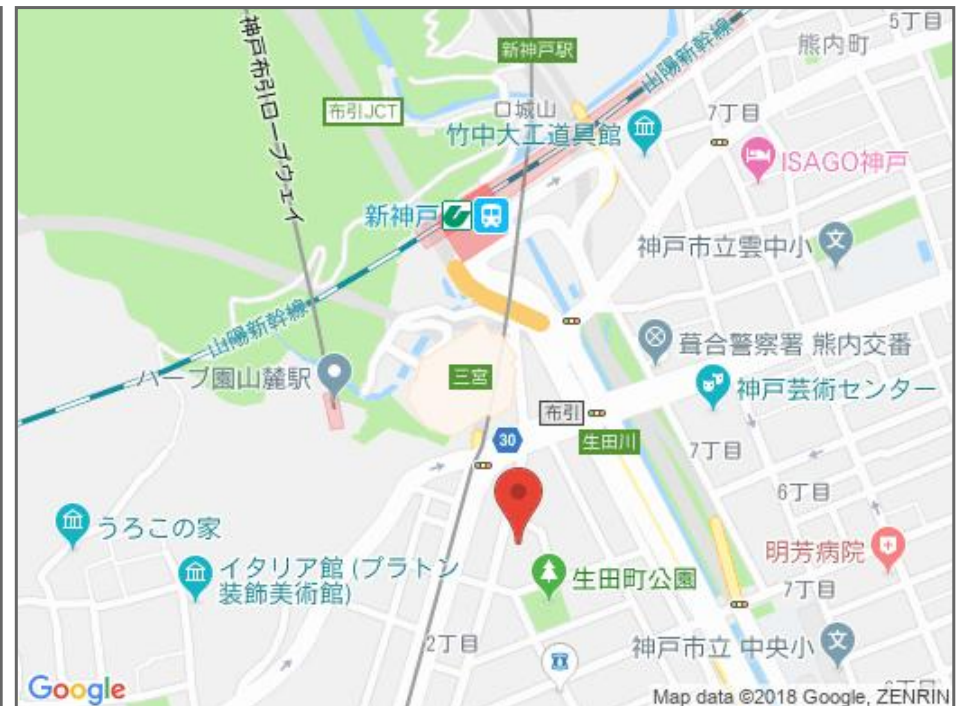 5丁目
熊内町
新神戸駅
山陽新幹線
神戸布引ロープウェイ
布引JCT
口城山
7丁目
竹中大工道具館
ISAGO神戸
新神戸
神戸市立雲中小
山陽新幹線
葺合警察署 熊内交番
ハーブ園山麓駅
三宮
神戸芸術センター
布引
30
生田川
7丁目
6丁目
うろこの家
明芳病院
イタリア館 (プラトン
装飾美術館)
生田町公園
7丁目
2丁目
神戸市立 中央小
Google
Map data ©2018 Google, ZENRIN